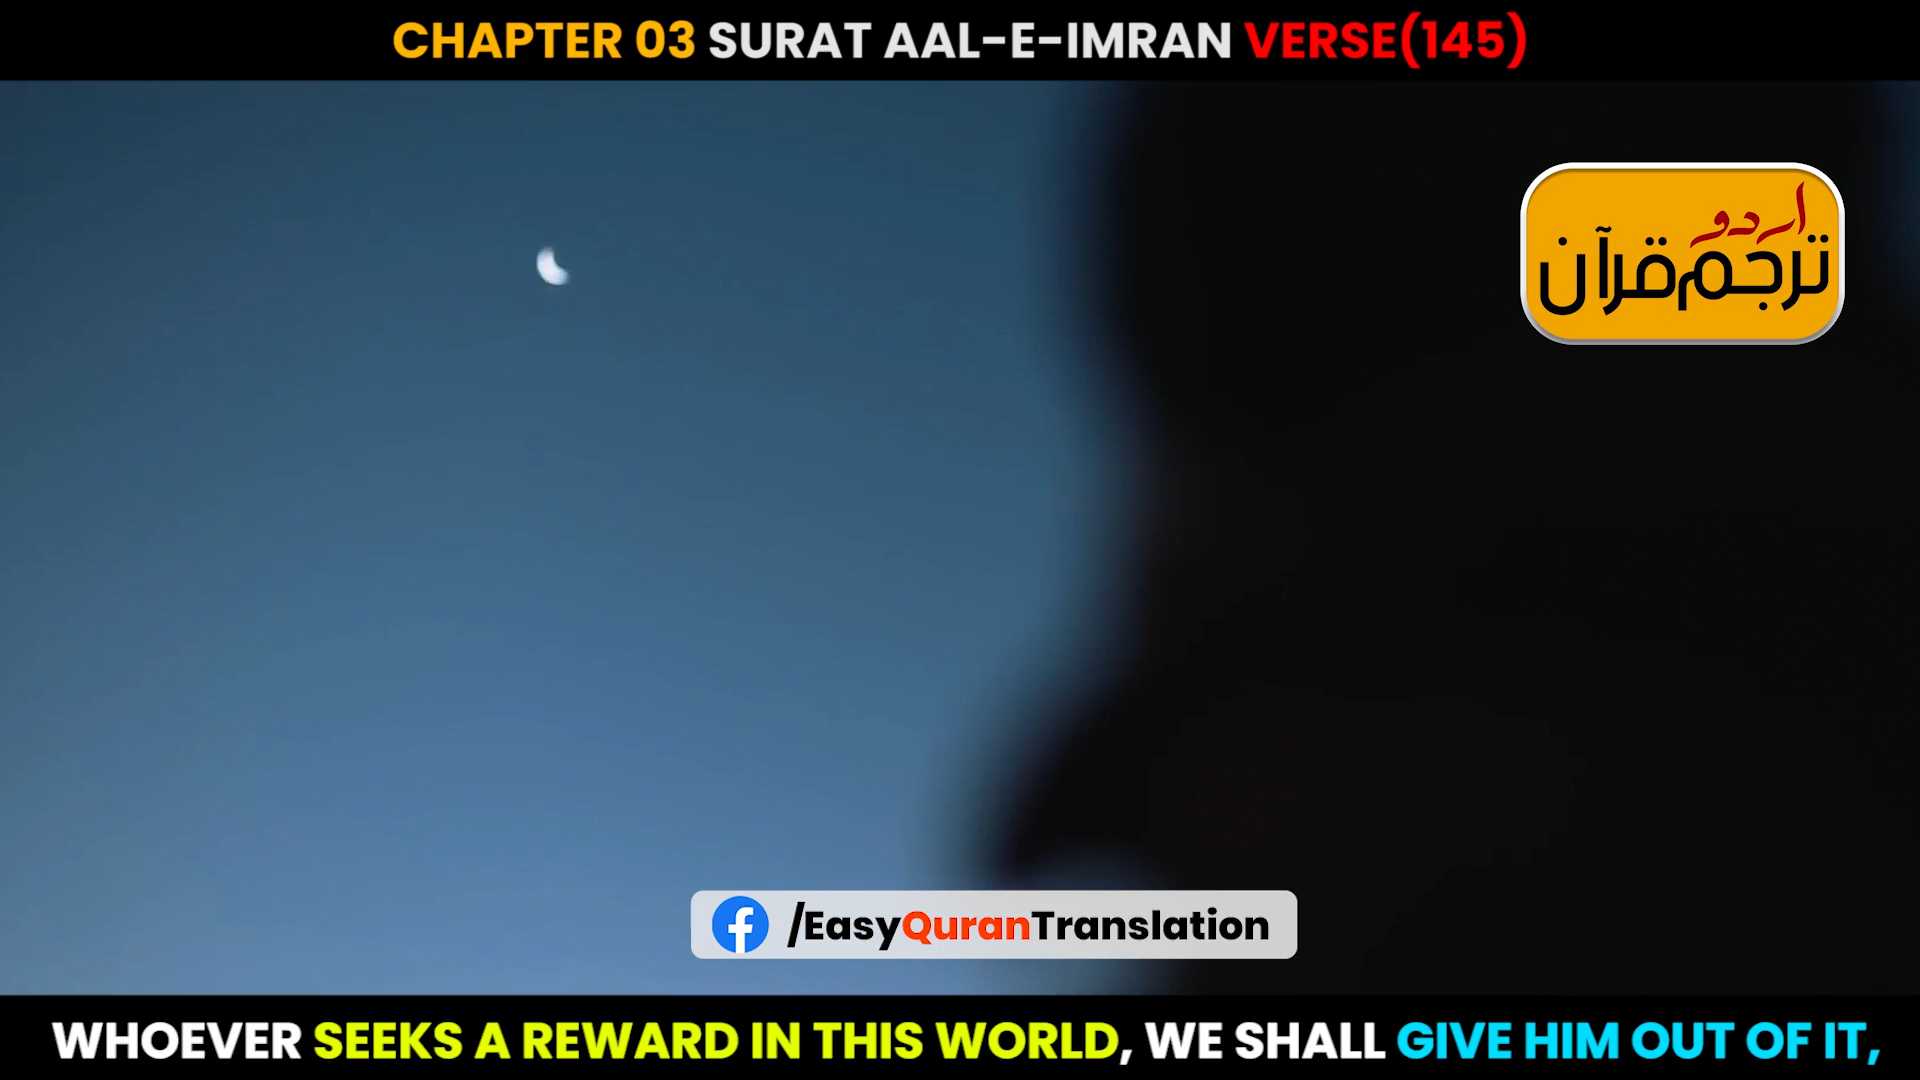 CHAPTER 03 SURAT AAL-E-IMRAN VERSE(145)
اردو
ترجم قرآن
/EasyQuranTranslation
WHOEVER SEEKS A REWARD IN THIS WORLD, WE SHALL GIVE HIM OUT OF IT,